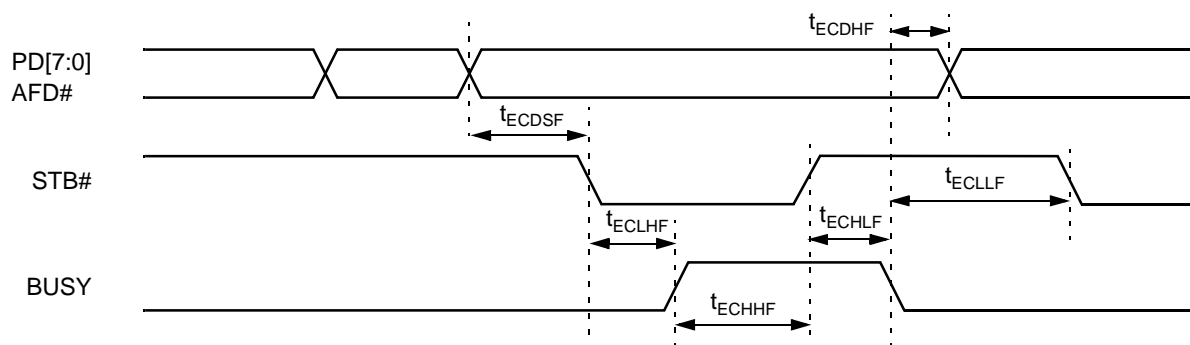 tECDHF
PD[7:0]
AFD#
tECDSF
STB#
tECLLF
tECLHF
tECHLF
BUSY
tECHHF